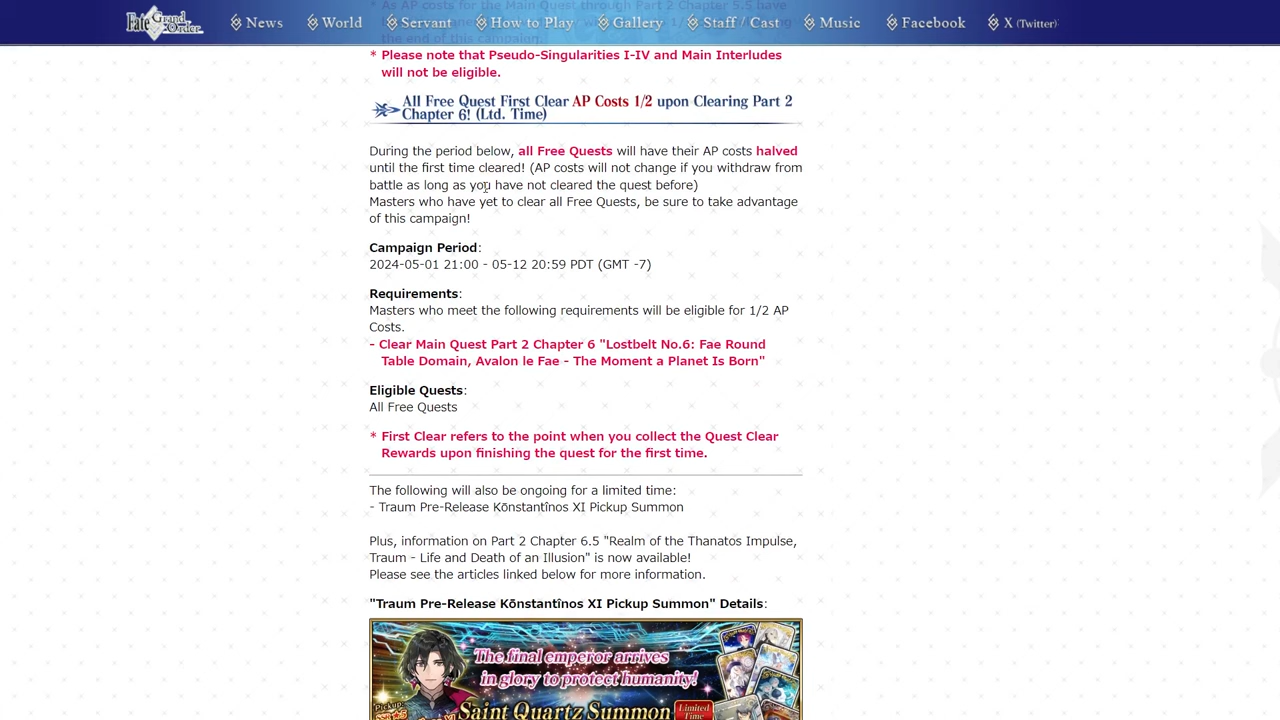 Fate Grand Order
News
World
Servant
How to Play
Gallery
Staff / Cast
Music
Facebook
X (Twitter)
* As AP costs for the Main Quest through Part 2 Chapter 5.5 have
the end of this campaign.
* Please note that Pseudo-Singularities I-IV and Main Interludes
will not be eligible.
All Free Quest First Clear AP Costs 1/2 upon Clearing Part 2
Chapter 6! (Ltd. Time)
During the period below, all Free Quests will have their AP costs halved
until the first time cleared! (AP costs will not change if you withdraw from
battle as long as you have not cleared the quest before)
Masters who have yet to clear all Free Quests, be sure to take advantage
of this campaign!
Campaign Period:
2024-05-01 21:00 - 05-12 20:59 PDT (GMT -7)
Requirements:
Masters who meet the following requirements will be eligible for 1/2 AP
Costs.
- Clear Main Quest Part 2 Chapter 6 "Lostbelt No.6: Fae Round
Table Domain, Avalon le Fae - The Moment a Planet Is Born"
Eligible Quests:
All Free Quests
* First Clear refers to the point when you collect the Quest Clear
Rewards upon finishing the quest for the first time.
The following will also be ongoing for a limited time:
- Traum Pre-Release Kōnstantînos XI Pickup Summon
Plus, information on Part 2 Chapter 6.5 "Realm of the Thanatos Impulse,
Traum - Life and Death of an Illusion" is now available!
Please see the articles linked below for more information.
"Traum Pre-Release Kōnstantînos XI Pickup Summon" Details:
The final emperor arrives
in glory to protect humanity!
Pickup
Saint Quartz Summon
Limited
Time